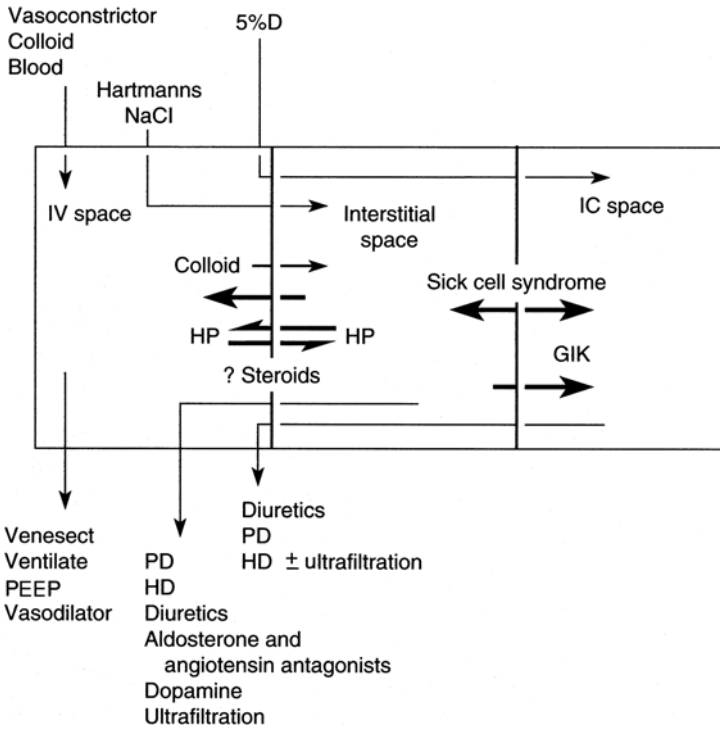 Vasoconstrictor
Colloid
Blood
5%D
Hartmanns
NaCl
IV space
Interstitial
space
IC space
Colloid
Sick cell syndrome
HP
HP
GIK
? Steroids
Venesect
Ventilate
PEEP
Vasodilator
PD
HD
Diuretics
Aldosterone and
angiotensin antagonists
Dopamine
Ultrafiltration
Diuretics
PD
HD ± ultrafiltration